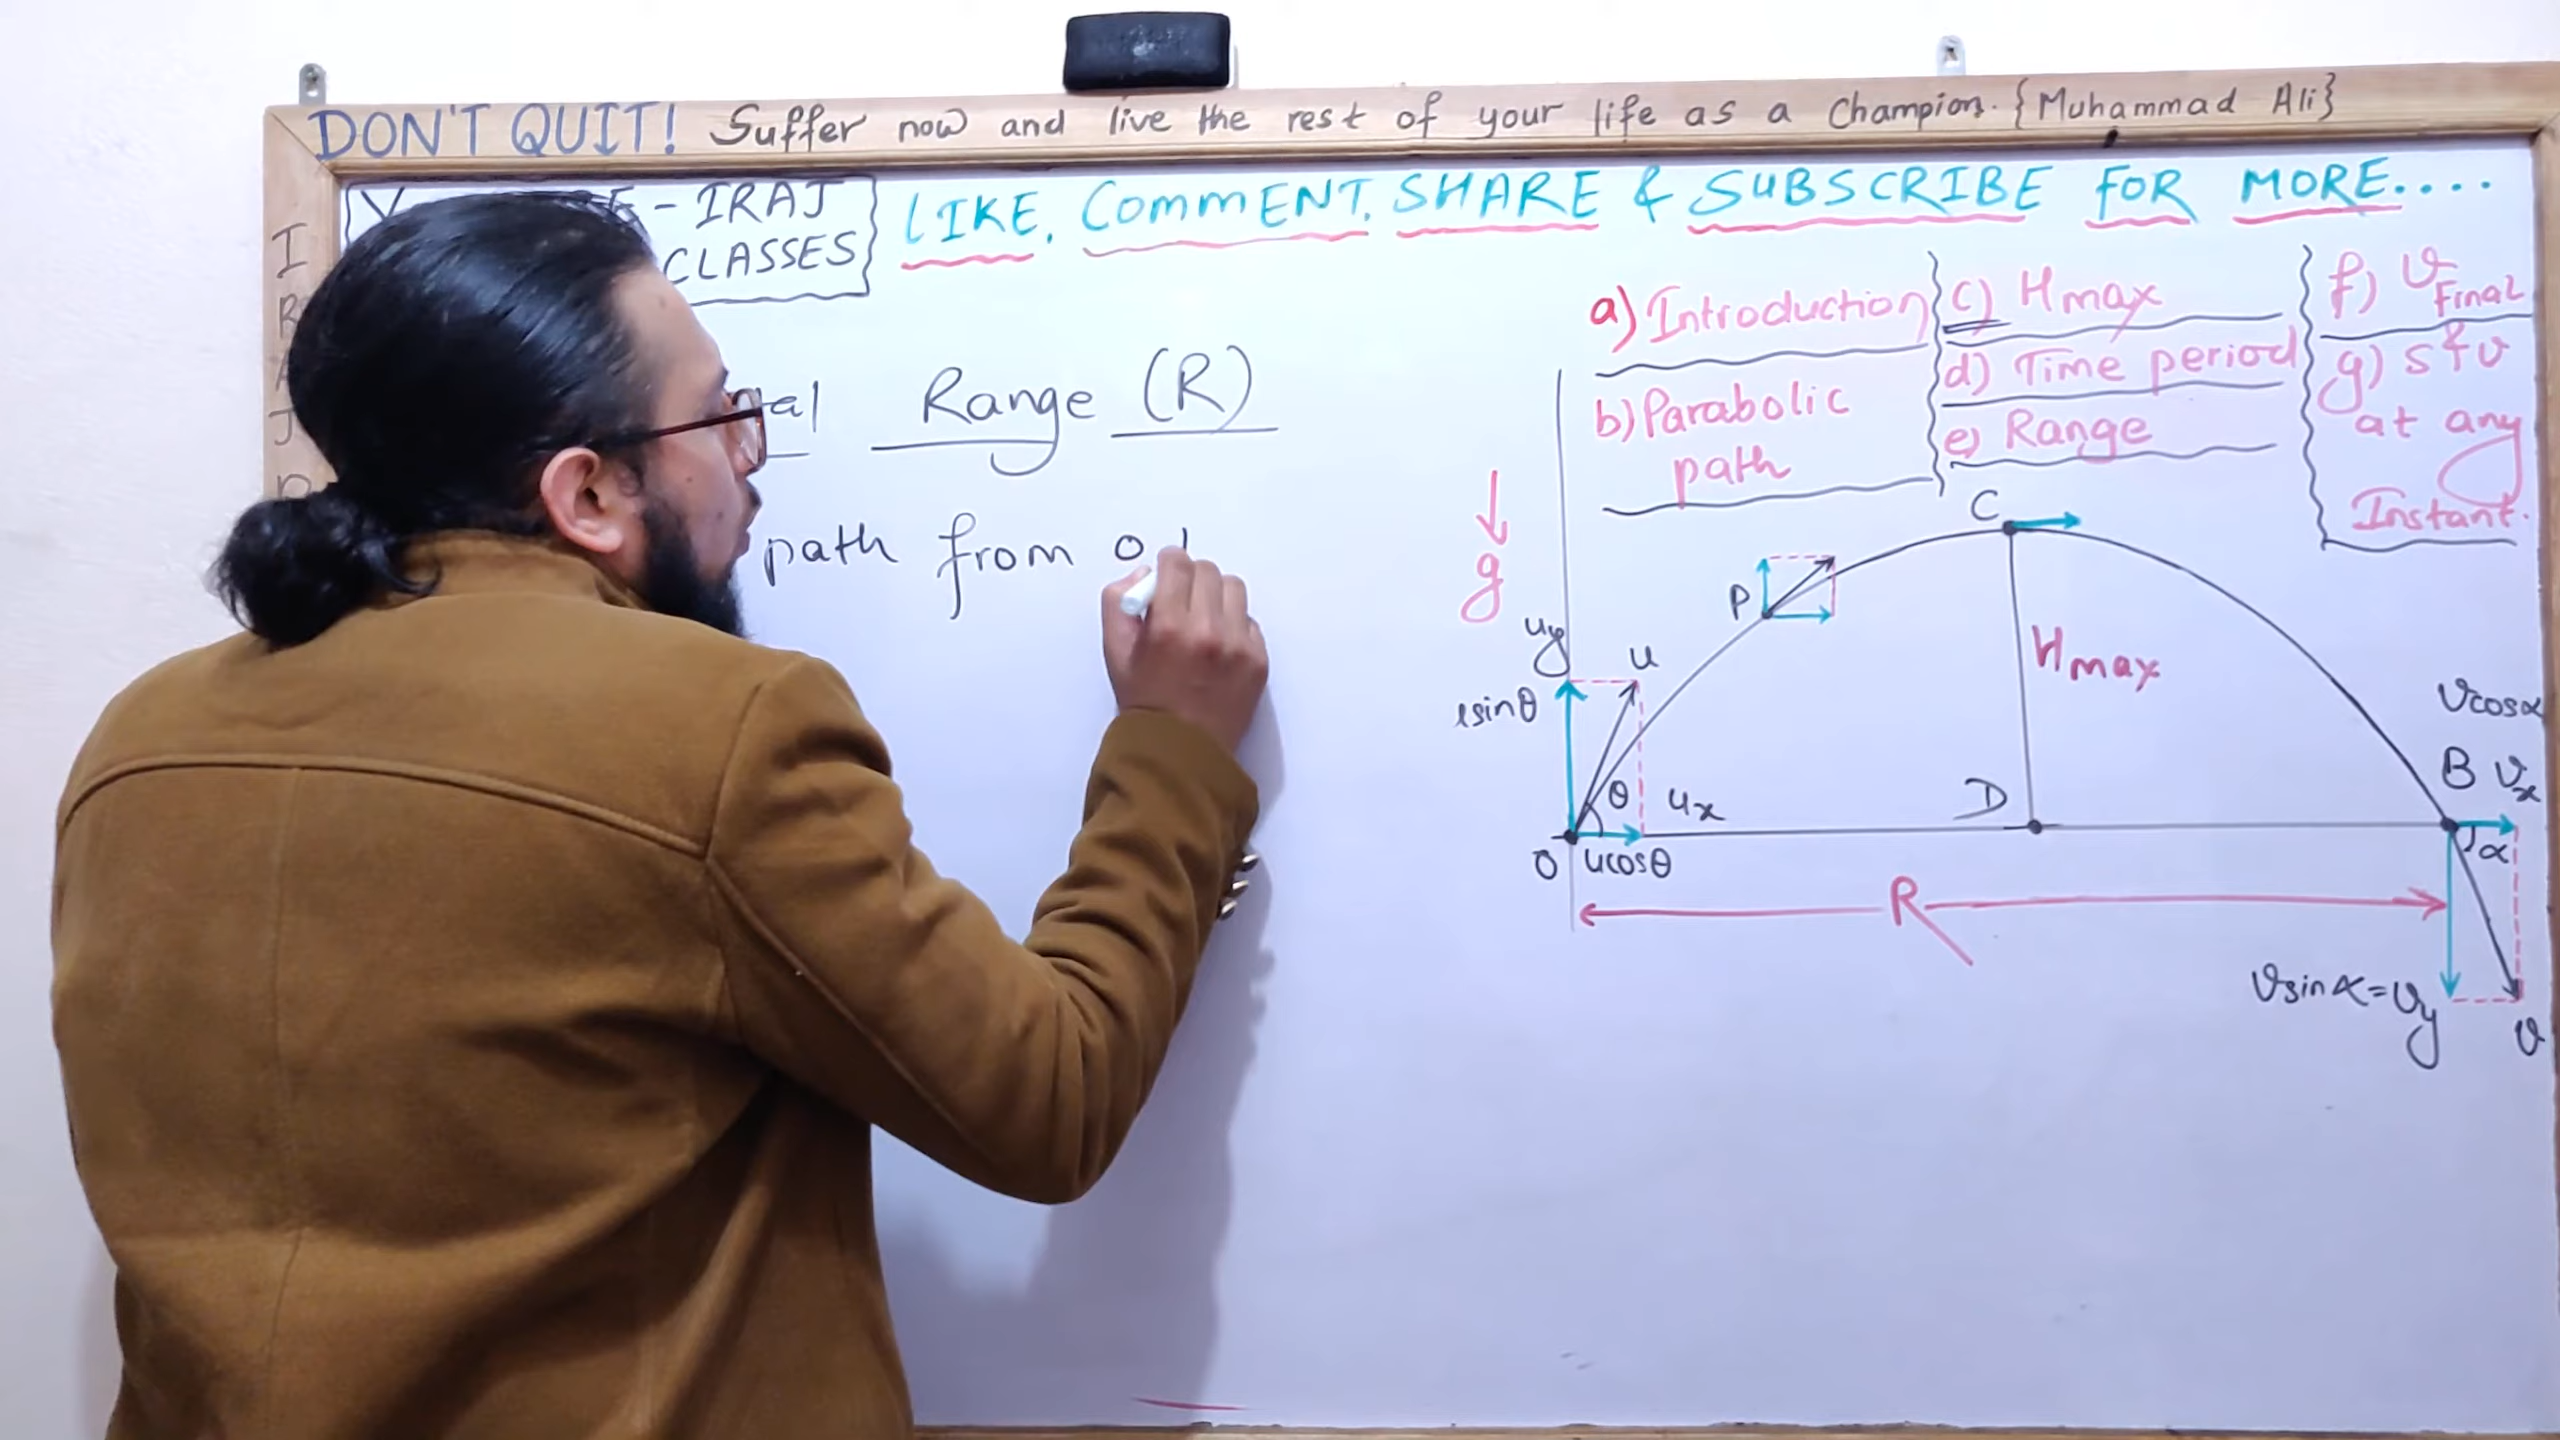 DON'T QUIT! Suffer now and live the rest of your life as a Champion. {Muhammad Ali}
- IRAJ
CLASSES
LIKE, COMMENT, SHARE & SUBSCRIBE FOR MORE....
I
R
A
J
al Range (R)
path from O
a) Introduction
b) Parabolic
path
c) Hmax
d) Time period
e) Range
f) vFinal
g) s & v
at any
Instant.
g
C
P
uy
u
sinθ
θ
ux
O
ucosθ
Hmax
D
vcosα
B vx
α
R
vsinα=vy
v